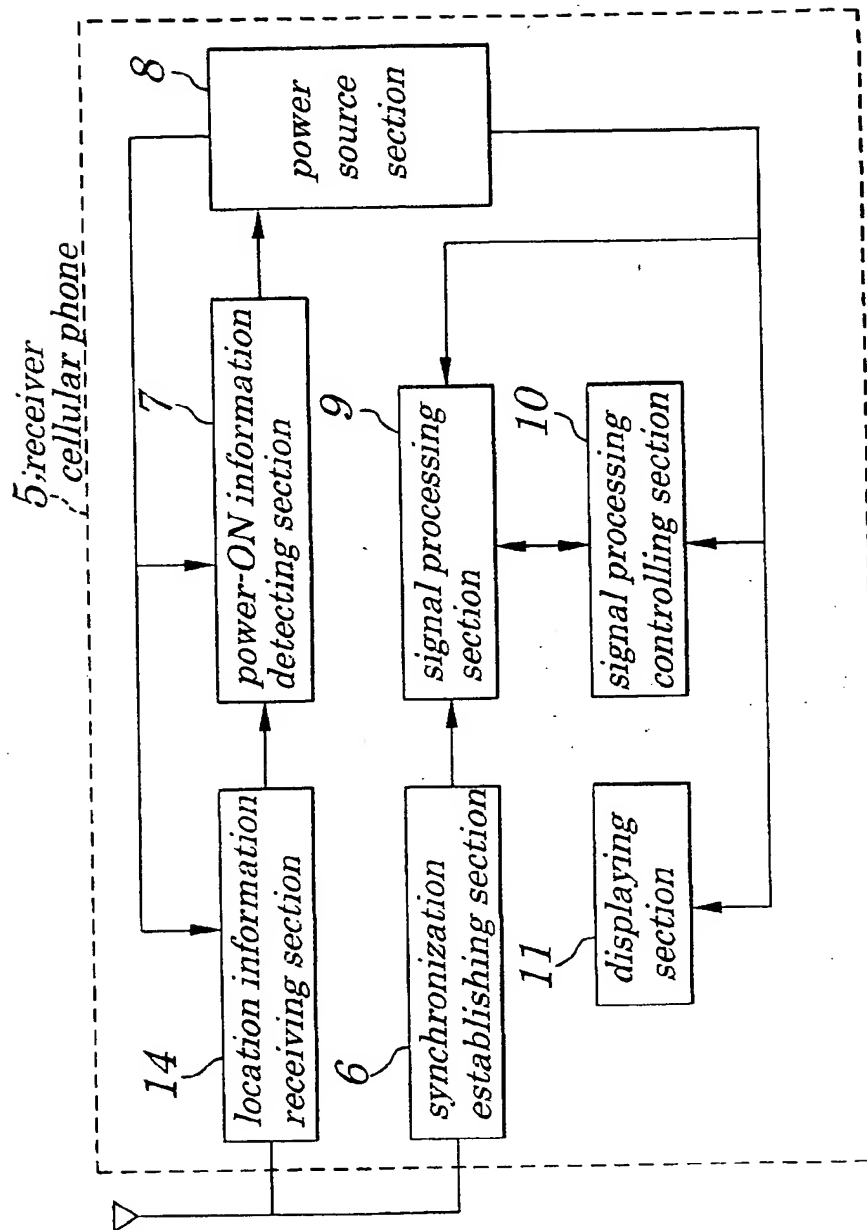 5;receiver
cellular phone
14
location information
receiving section
7
power-ON information
detecting section
8
power
source
section
6
synchronization
establishing section
9
signal processing
section
11
displaying
section
10
signal processing
controlling section